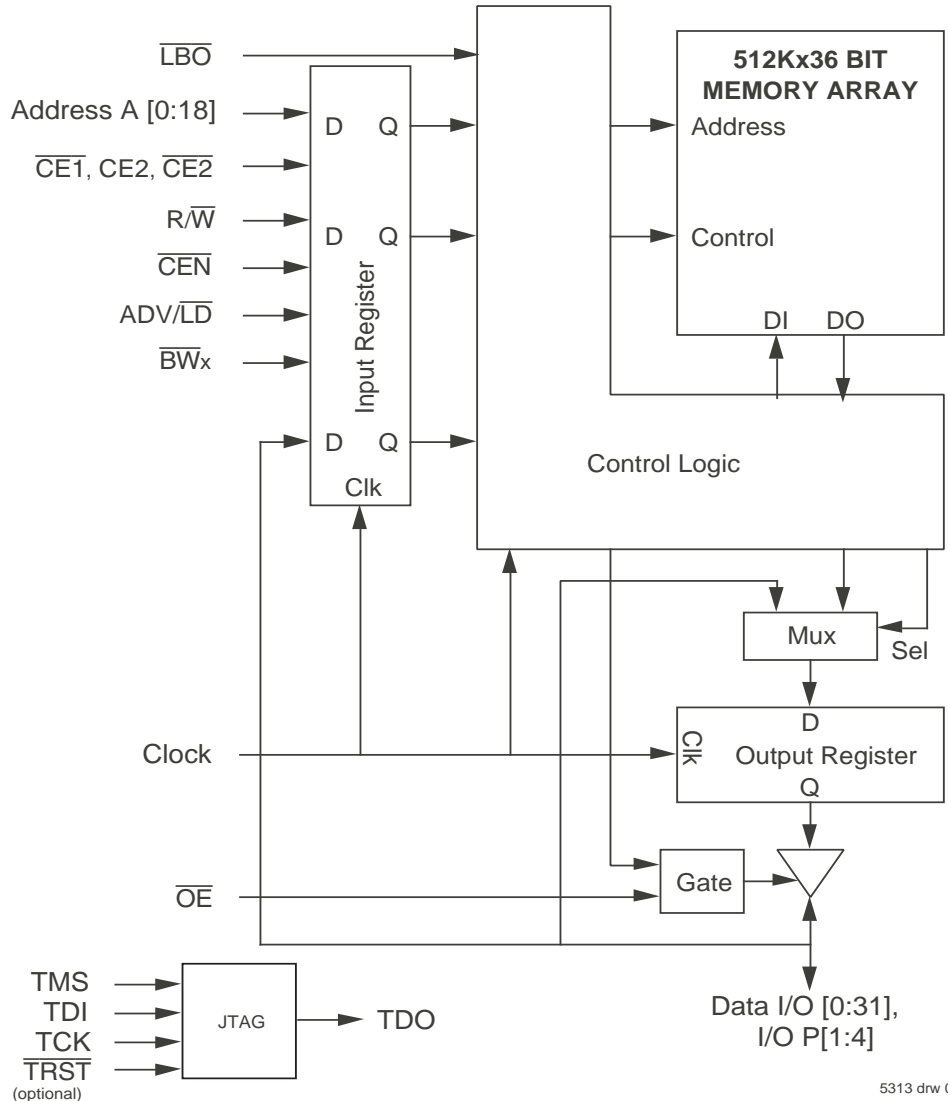 LBO
Address A [0:18]
CE1, CE2, CE2
R/W
CEN
ADV/LD
BWx
D Q
D Q
D Q
Input Register
Clk
512Kx36 BIT
MEMORY ARRAY
Address
Control
DI DO
Control Logic
Mux
Sel
Clock
D
Clk
Output Register
Q
OE
Gate
TMS
TDI
TCK
TRST
(optional)
JTAG
TDO
Data I/O [0:31],
I/O P[1:4]
5313 drw